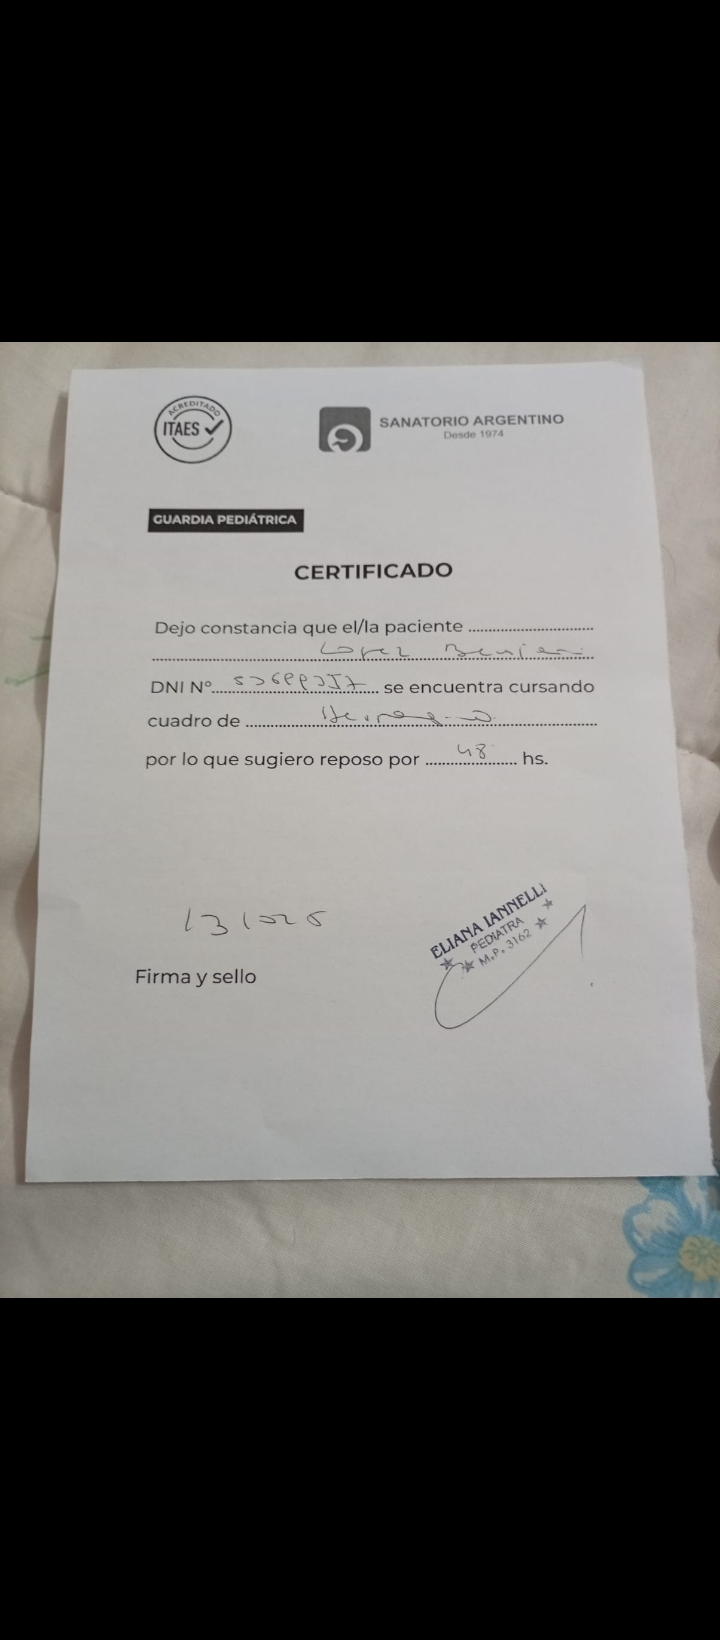 ACREDITADO
ITAES
SANATORIO ARGENTINO
Desde 1974
GUARDIA PEDIÁTRICA
CERTIFICADO
Dejo constancia que el/la paciente
Lopez
DNI Nº se encuentra cursando
cuadro de
por lo que sugiero reposo por 48 hs.
Firma y sello
ELIANA IANNELLI
PEDIATRA
M.P. 3162